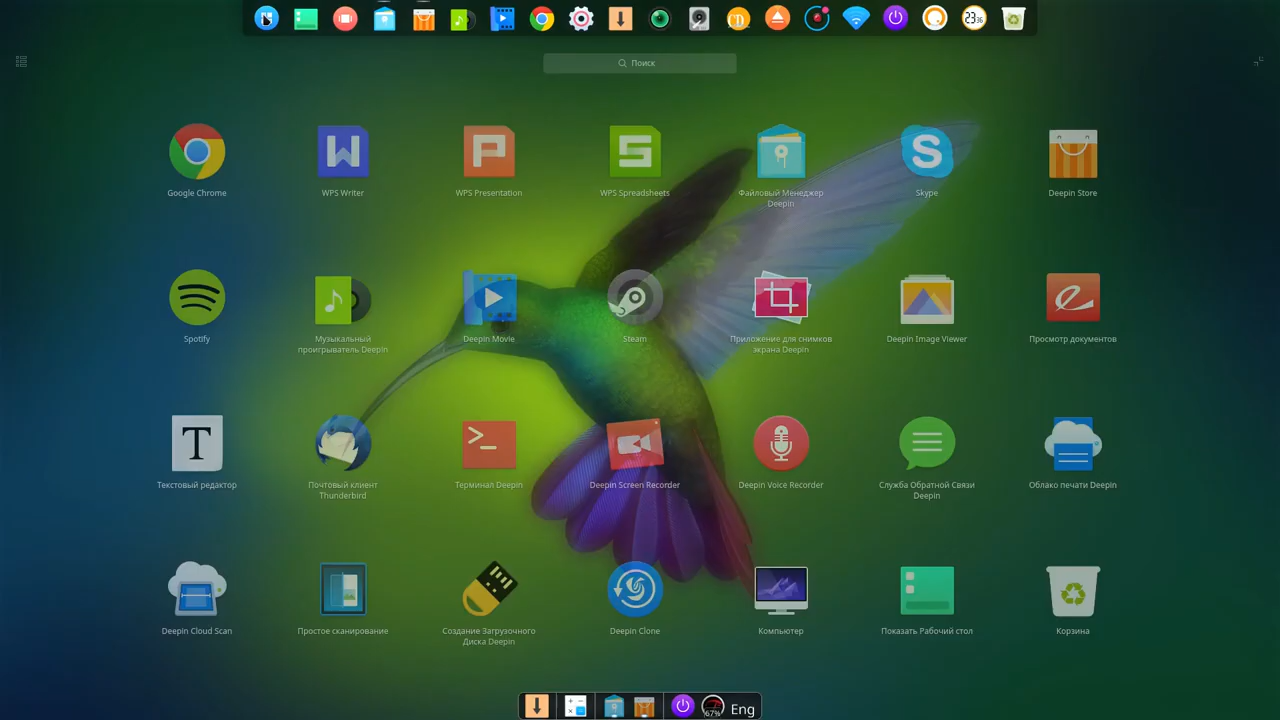 23 36
Поиск
Google Chrome
WPS Writer
WPS Presentation
WPS Spreadsheets
Файловый Менеджер
Deepin
Skype
Deepin Store
Spotify
Музыкальный
проигрыватель Deepin
Deepin Movie
Steam
Приложение для снимков
экрана Deepin
Deepin Image Viewer
Просмотр документов
Текстовый редактор
Почтовый клиент
Thunderbird
Терминал Deepin
Deepin Screen Recorder
Deepin Voice Recorder
Служба Обратной Связи
Deepin
Облако печати Deepin
Deepin Cloud Scan
Простое сканирование
Создание Загрузочного
Диска Deepin
Deepin Clone
Компьютер
Показать Рабочий стол
Корзина
67%
Eng